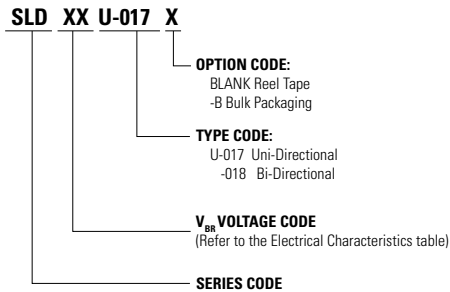 SLD XX U-017 X
OPTION CODE:
BLANK Reel Tape
-B Bulk Packaging
TYPE CODE:
U-017 Uni-Directional
-018 Bi-Directional
VBR VOLTAGE CODE
(Refer to the Electrical Characteristics table)
SERIES CODE